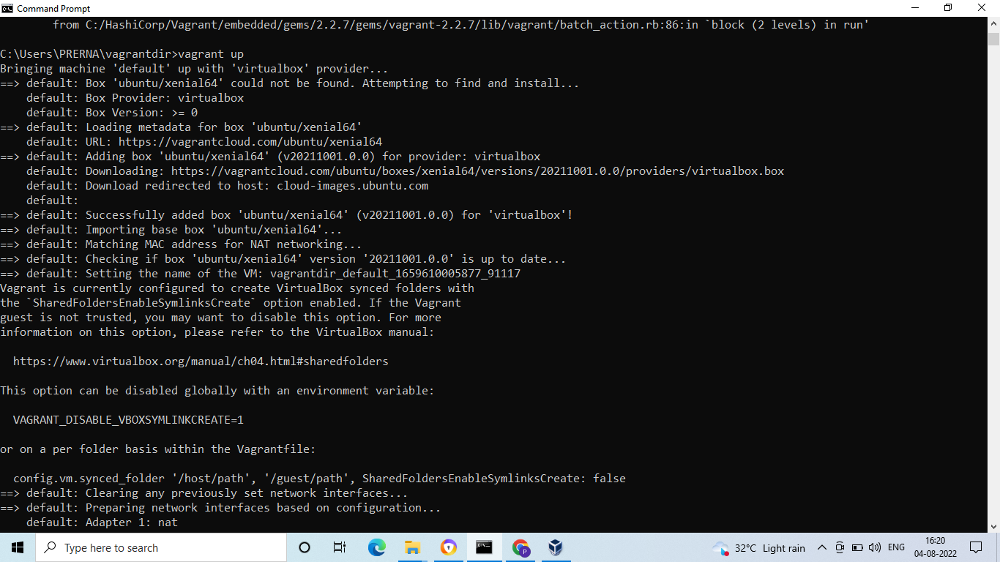 Command Prompt
from C:/HashiCorp/Vagrant/embedded/gems/2.2.7/gems/vagrant-2.2.7/lib/vagrant/batch_action.rb:86:in `block (2 levels) in run'
C:\Users\PRERNA\vagrantdir>vagrant up
Bringing machine 'default' up with 'virtualbox' provider...
==> default: Box 'ubuntu/xenial64' could not be found. Attempting to find and install...
default: Box Provider: virtualbox
default: Box Version: >= 0
==> default: Loading metadata for box 'ubuntu/xenial64'
default: URL: https://vagrantcloud.com/ubuntu/xenial64
==> default: Adding box 'ubuntu/xenial64' (v20211001.0.0) for provider: virtualbox
default: Downloading: https://vagrantcloud.com/ubuntu/boxes/xenial64/versions/20211001.0.0/providers/virtualbox.box
default: Download redirected to host: cloud-images.ubuntu.com
default:
==> default: Successfully added box 'ubuntu/xenial64' (v20211001.0.0) for 'virtualbox'!
==> default: Importing base box 'ubuntu/xenial64'...
==> default: Matching MAC address for NAT networking...
==> default: Checking if box 'ubuntu/xenial64' version '20211001.0.0' is up to date...
==> default: Setting the name of the VM: vagrantdir_default_1659610005877_91117
Vagrant is currently configured to create VirtualBox synced folders with
the `SharedFoldersEnableSymlinksCreate` option enabled. If the Vagrant
guest is not trusted, you may want to disable this option. For more
information on this option, please refer to the VirtualBox manual:
https://www.virtualbox.org/manual/ch04.html#sharedfolders
This option can be disabled globally with an environment variable:
VAGRANT_DISABLE_VBOXSYMLINKCREATE=1
or on a per folder basis within the Vagrantfile:
config.vm.synced_folder '/host/path', '/guest/path', SharedFoldersEnableSymlinksCreate: false
==> default: Clearing any previously set network interfaces...
==> default: Preparing network interfaces based on configuration...
default: Adapter 1: nat
Type here to search
P
32°C Light rain
ENG
16:20
04-08-2022